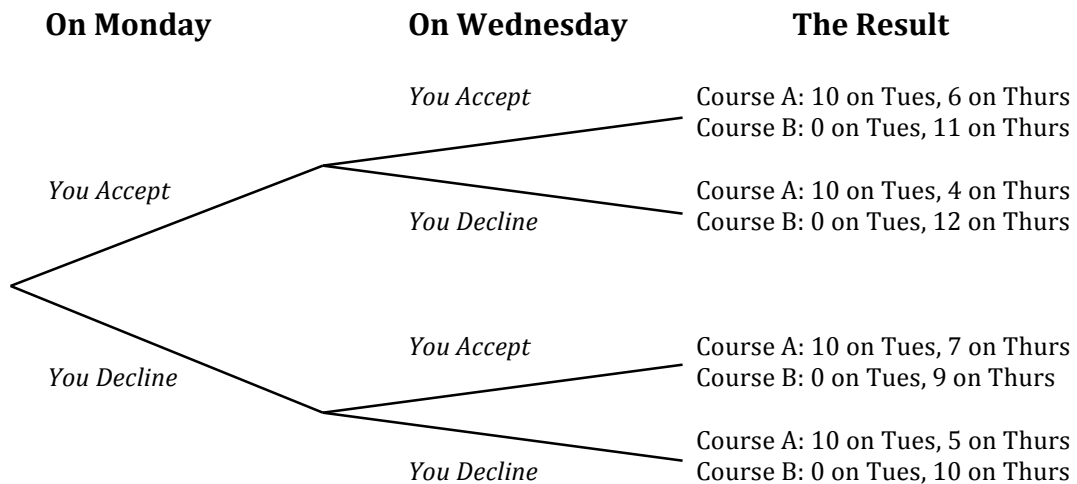 On Monday On Wednesday The Result
You Accept
Course A: 10 on Tues, 6 on Thurs
Course B: 0 on Tues, 11 on Thurs
You Accept
Course A: 10 on Tues, 4 on Thurs
You Decline
Course B: 0 on Tues, 12 on Thurs
You Accept
Course A: 10 on Tues, 7 on Thurs
You Decline
Course B: 0 on Tues, 9 on Thurs
Course A: 10 on Tues, 5 on Thurs
You Decline
Course B: 0 on Tues, 10 on Thurs